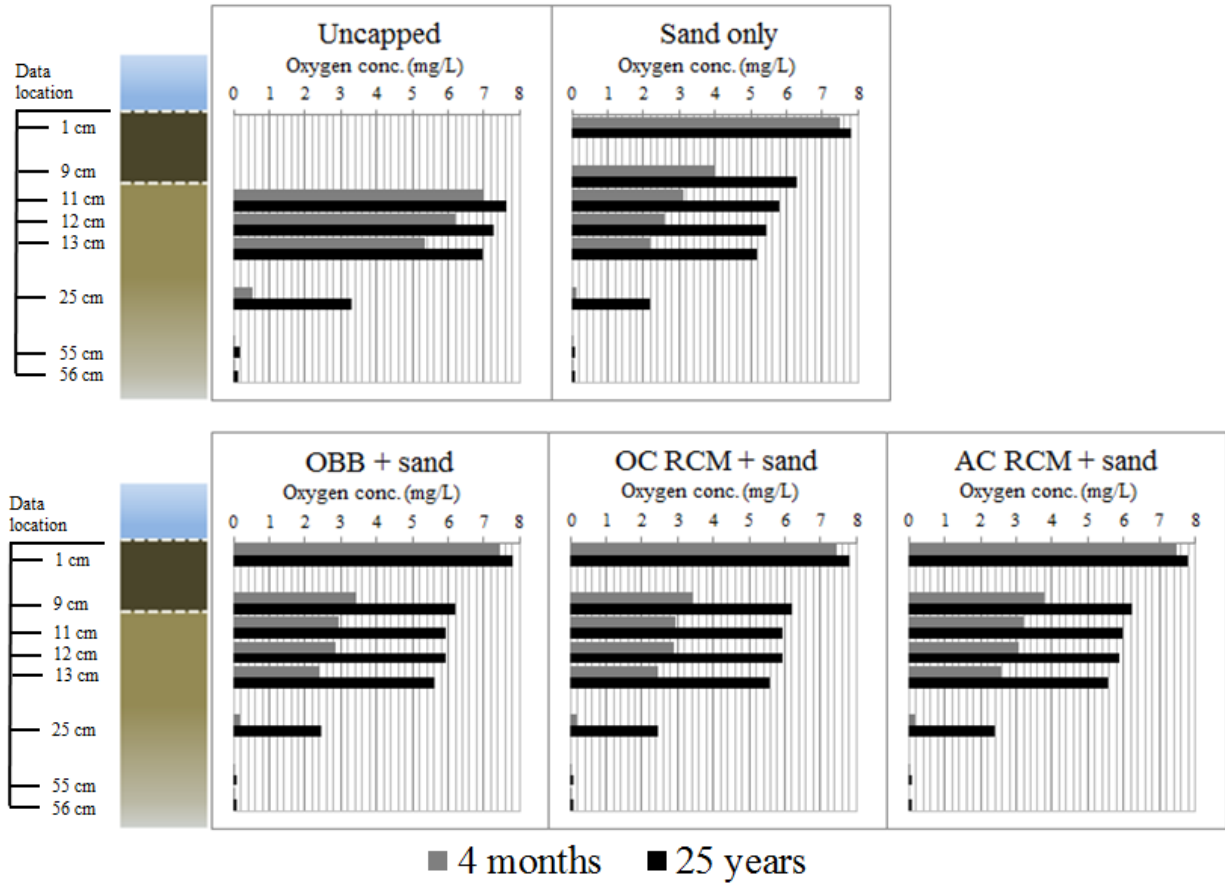 Uncapped
Oxygen conc. (mg/L)
0 1 2 3 4 5 6 7 8
Sand only
Oxygen conc. (mg/L)
0 1 2 3 4 5 6 7 8
Data
location
1 cm
9 cm
11 cm
12 cm
13 cm
25 cm
55 cm
56 cm
OBB + sand
Oxygen conc. (mg/L)
0 1 2 3 4 5 6 7 8
OC RCM + sand
Oxygen conc. (mg/L)
0 1 2 3 4 5 6 7 8
AC RCM + sand
Oxygen conc. (mg/L)
0 1 2 3 4 5 6 7 8
Data
location
1 cm
9 cm
11 cm
12 cm
13 cm
25 cm
55 cm
56 cm
4 months
25 years